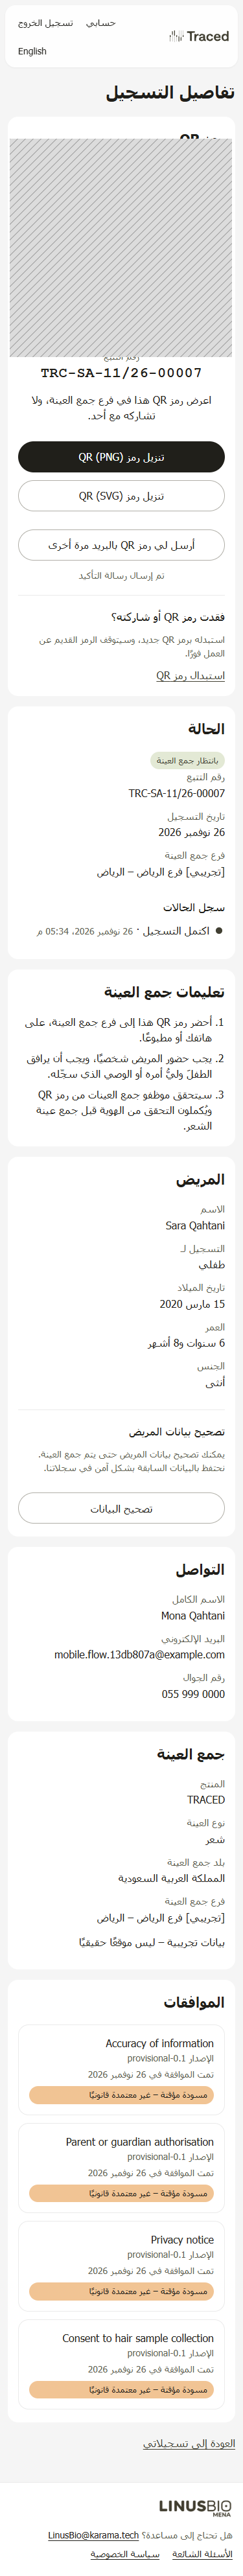 Traced
حسابي
تسجيل الخروج
English
تفاصيل التسجيل
رقم التتبع
TRC-SA-11/26-00007
اعرض رمز QR هذا في فرع جمع العينة، ولا
تشاركه مع أحد.
تنزيل رمز QR (PNG)
تنزيل رمز QR (SVG)
أرسل لي رمز QR بالبريد مرة أخرى
تم إرسال رسالة التأكيد
فقدت رمز QR أو شاركته؟
استبدله برمز QR جديد، وسيتوقف الرمز القديم عن
العمل فورًا.
استبدال رمز QR
الحالة
بانتظار جمع العينة
رقم التتبع
TRC-SA-11/26-00007
تاريخ التسجيل
26 نوفمبر 2026
فرع جمع العينة
[تجريبي] فرع الرياض – الرياض
سجل الحالات
اكتمل التسجيل · 26 نوفمبر 2026، 05:34 م
تعليمات جمع العينة
1. أحضر رمز QR هذا إلى فرع جمع العينة، على
هاتفك أو مطبوعًا.
2. يجب حضور المريض شخصيًا، ويجب أن يرافق
الطفل وليُّ أمره أو الوصي الذي سجّله.
3. سيتحقق موظفو جمع العينات من رمز QR
ويُكملون التحقق من الهوية قبل جمع عينة
الشعر.
المريض
الاسم
Sara Qahtani
التسجيل لـ
طفلي
تاريخ الميلاد
15 مارس 2020
العمر
6 سنوات و8 أشهر
الجنس
أنثى
تصحيح بيانات المريض
يمكنك تصحيح بيانات المريض حتى يتم جمع العينة.
نحتفظ بالبيانات السابقة بشكل آمن في سجلاتنا.
تصحيح البيانات
التواصل
الاسم الكامل
Mona Qahtani
البريد الإلكتروني
mobile.flow.13db807a@example.com
رقم الجوال
055 999 0000
جمع العينة
المنتج
TRACED
نوع العينة
شعر
بلد جمع العينة
المملكة العربية السعودية
فرع جمع العينة
[تجريبي] فرع الرياض – الرياض
بيانات تجريبية – ليس موقعًا حقيقيًا
الموافقات
Accuracy of information
الإصدار provisional-0.1
تمت الموافقة في 26 نوفمبر 2026
مسودة مؤقتة – غير معتمدة قانونيًا
Parent or guardian authorisation
الإصدار provisional-0.1
تمت الموافقة في 26 نوفمبر 2026
مسودة مؤقتة – غير معتمدة قانونيًا
Privacy notice
الإصدار provisional-0.1
تمت الموافقة في 26 نوفمبر 2026
مسودة مؤقتة – غير معتمدة قانونيًا
Consent to hair sample collection
الإصدار provisional-0.1
تمت الموافقة في 26 نوفمبر 2026
مسودة مؤقتة – غير معتمدة قانونيًا
العودة إلى تسجيلاتي
LINUSBIO
MENA
هل تحتاج إلى مساعدة؟ LinusBio@karama.tech
الأسئلة الشائعة
سياسة الخصوصية